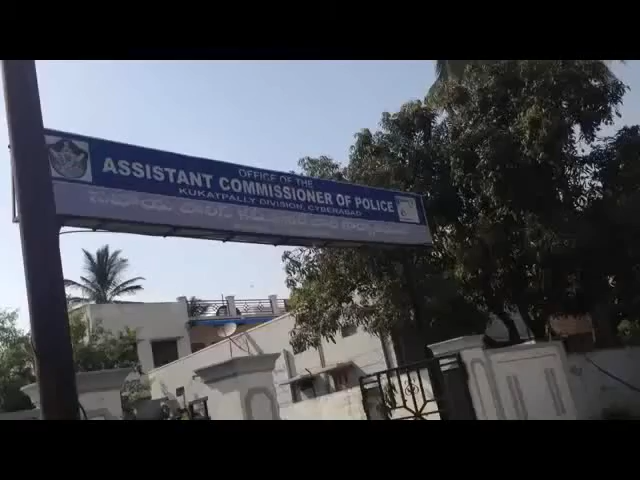 OFFICE OF THE
ASSISTANT COMMISSIONER OF POLICE
KUKATPALLY DIVISION, CYBERABAD